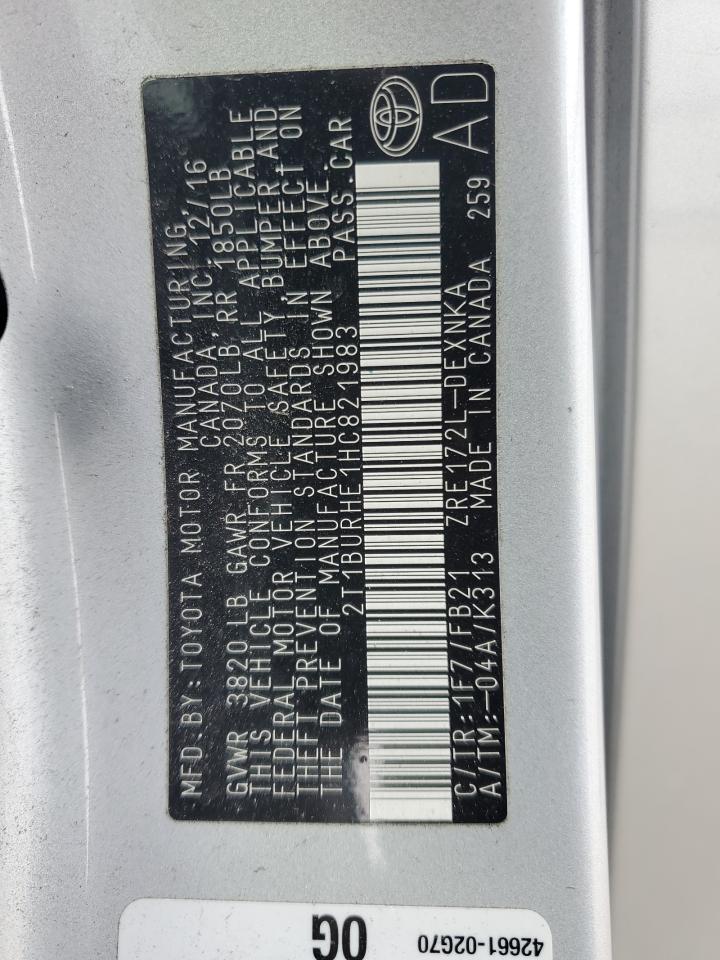 MFD.BY:TOYOTA MOTOR MANUFACTURING,
CANADA, INC. 12/16
GVWR 3820 LB GAWR FR 2070LB, RR 1850LB
THIS VEHICLE CONFORMS TO ALL APPLICABLE
FEDERAL MOTOR VEHICLE SAFETY, BUMPER, AND
THEFT PREVENTION STANDARDS IN EFFECT ON
THE DATE OF MANUFACTURE SHOWN ABOVE.
2T1BURHE1HC821983 PASS.CAR
C/TR:1F7/FB21 ZRE172L-DEXNKA
A/TM:-04A/K313 MADE IN CANADA 259
AD
42661-02G70
0G